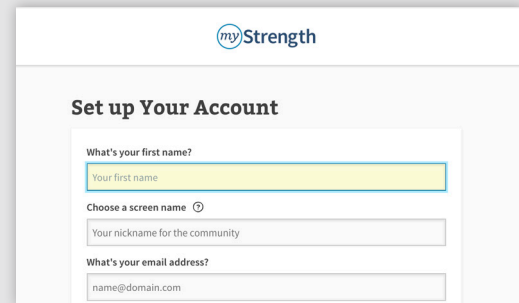 myStrength
Set up Your Account
What's your first name?
Your first name
Choose a screen name ?
Your nickname for the community
What's your email address?
name@domain.com